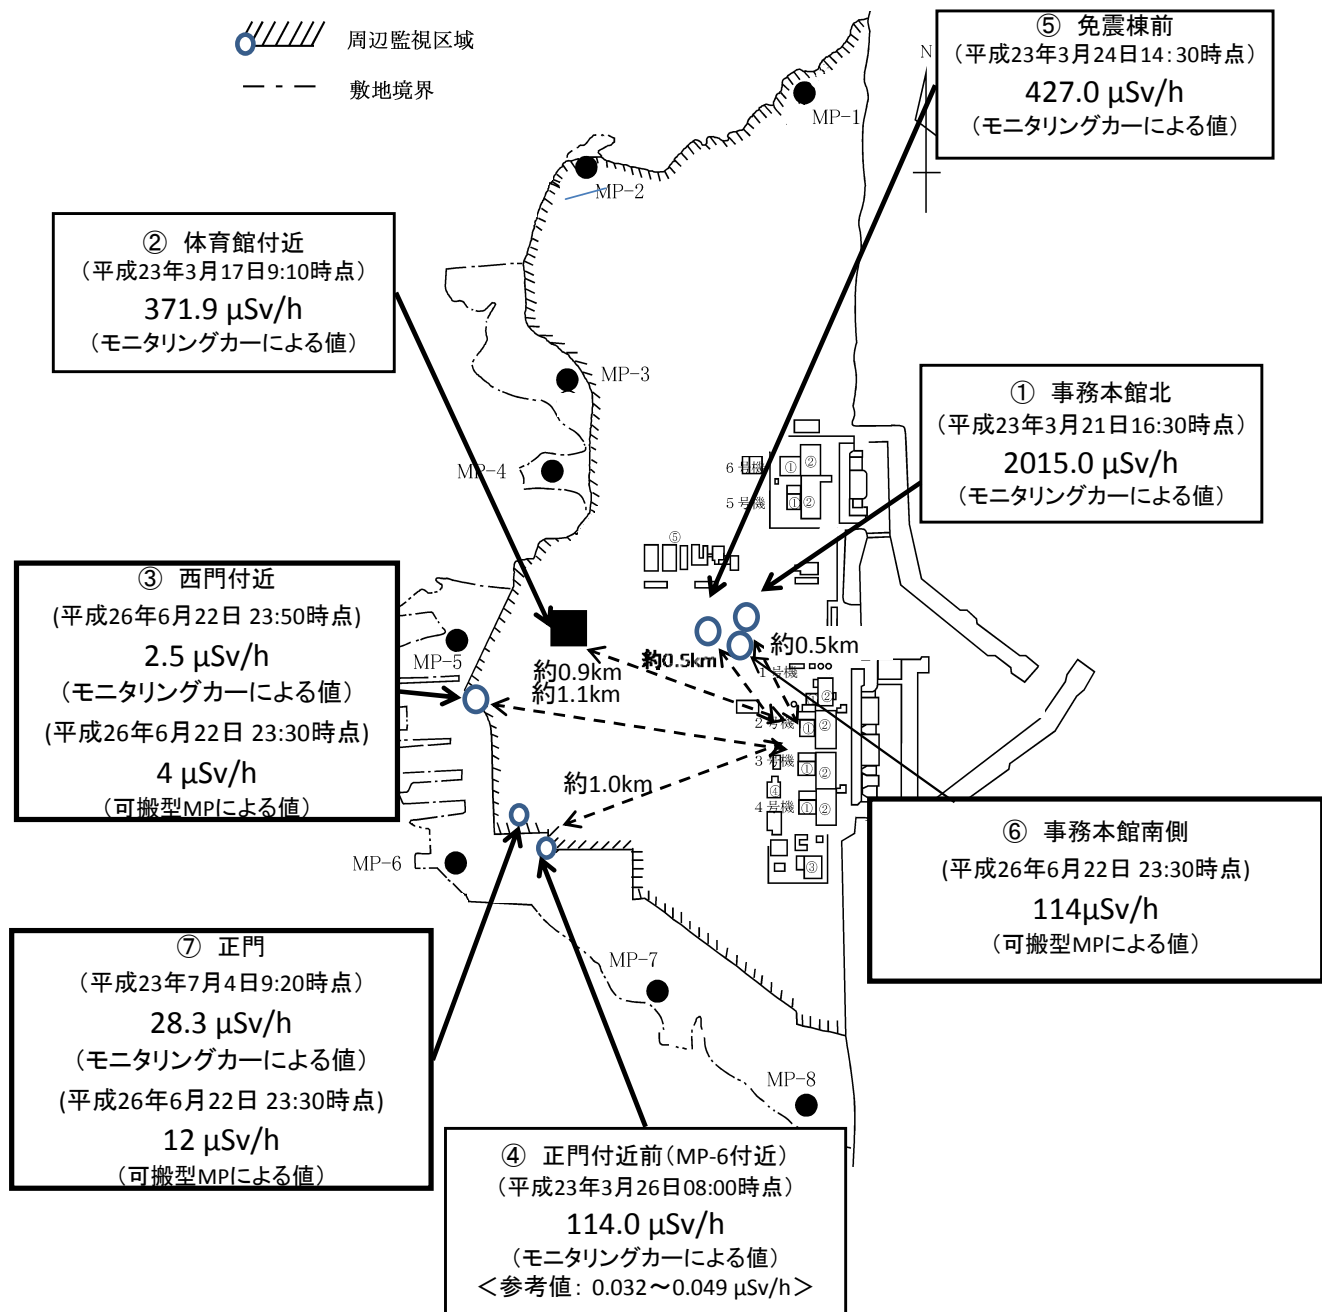 周辺監視区域
敷地境界
⑤ 免震棟前
(平成23年3月24日14:30時点)
427.0 μSv/h
(モニタリングカーによる値)
N
MP-1
MP-2
② 体育館付近
(平成23年3月17日9:10時点)
371.9 μSv/h
(モニタリングカーによる値)
MP-3
① 事務本館北
(平成23年3月21日16:30時点)
2015.0 μSv/h
(モニタリングカーによる値)
MP-4
6号機
① ②
5号機
① ②
⑤
③ 西門付近
(平成26年6月22日 23:50時点)
2.5 μSv/h
(モニタリングカーによる値)
(平成26年6月22日 23:30時点)
4 μSv/h
(可搬型MPによる値)
MP-5
約0.9km
約1.1km
約0.5km
約0.5km
1号機
②
2号機
① ②
3号機
① ②
④
4号機
① ②
③
約1.0km
MP-6
⑥ 事務本館南側
(平成26年6月22日 23:30時点)
114μSv/h
(可搬型MPによる値)
⑦ 正門
(平成23年7月4日9:20時点)
28.3 μSv/h
(モニタリングカーによる値)
(平成26年6月22日 23:30時点)
12 μSv/h
(可搬型MPによる値)
MP-7
MP-8
④ 正門付近前(MP-6付近)
(平成23年3月26日08:00時点)
114.0 μSv/h
(モニタリングカーによる値)
<参考値: 0.032～0.049 μSv/h>